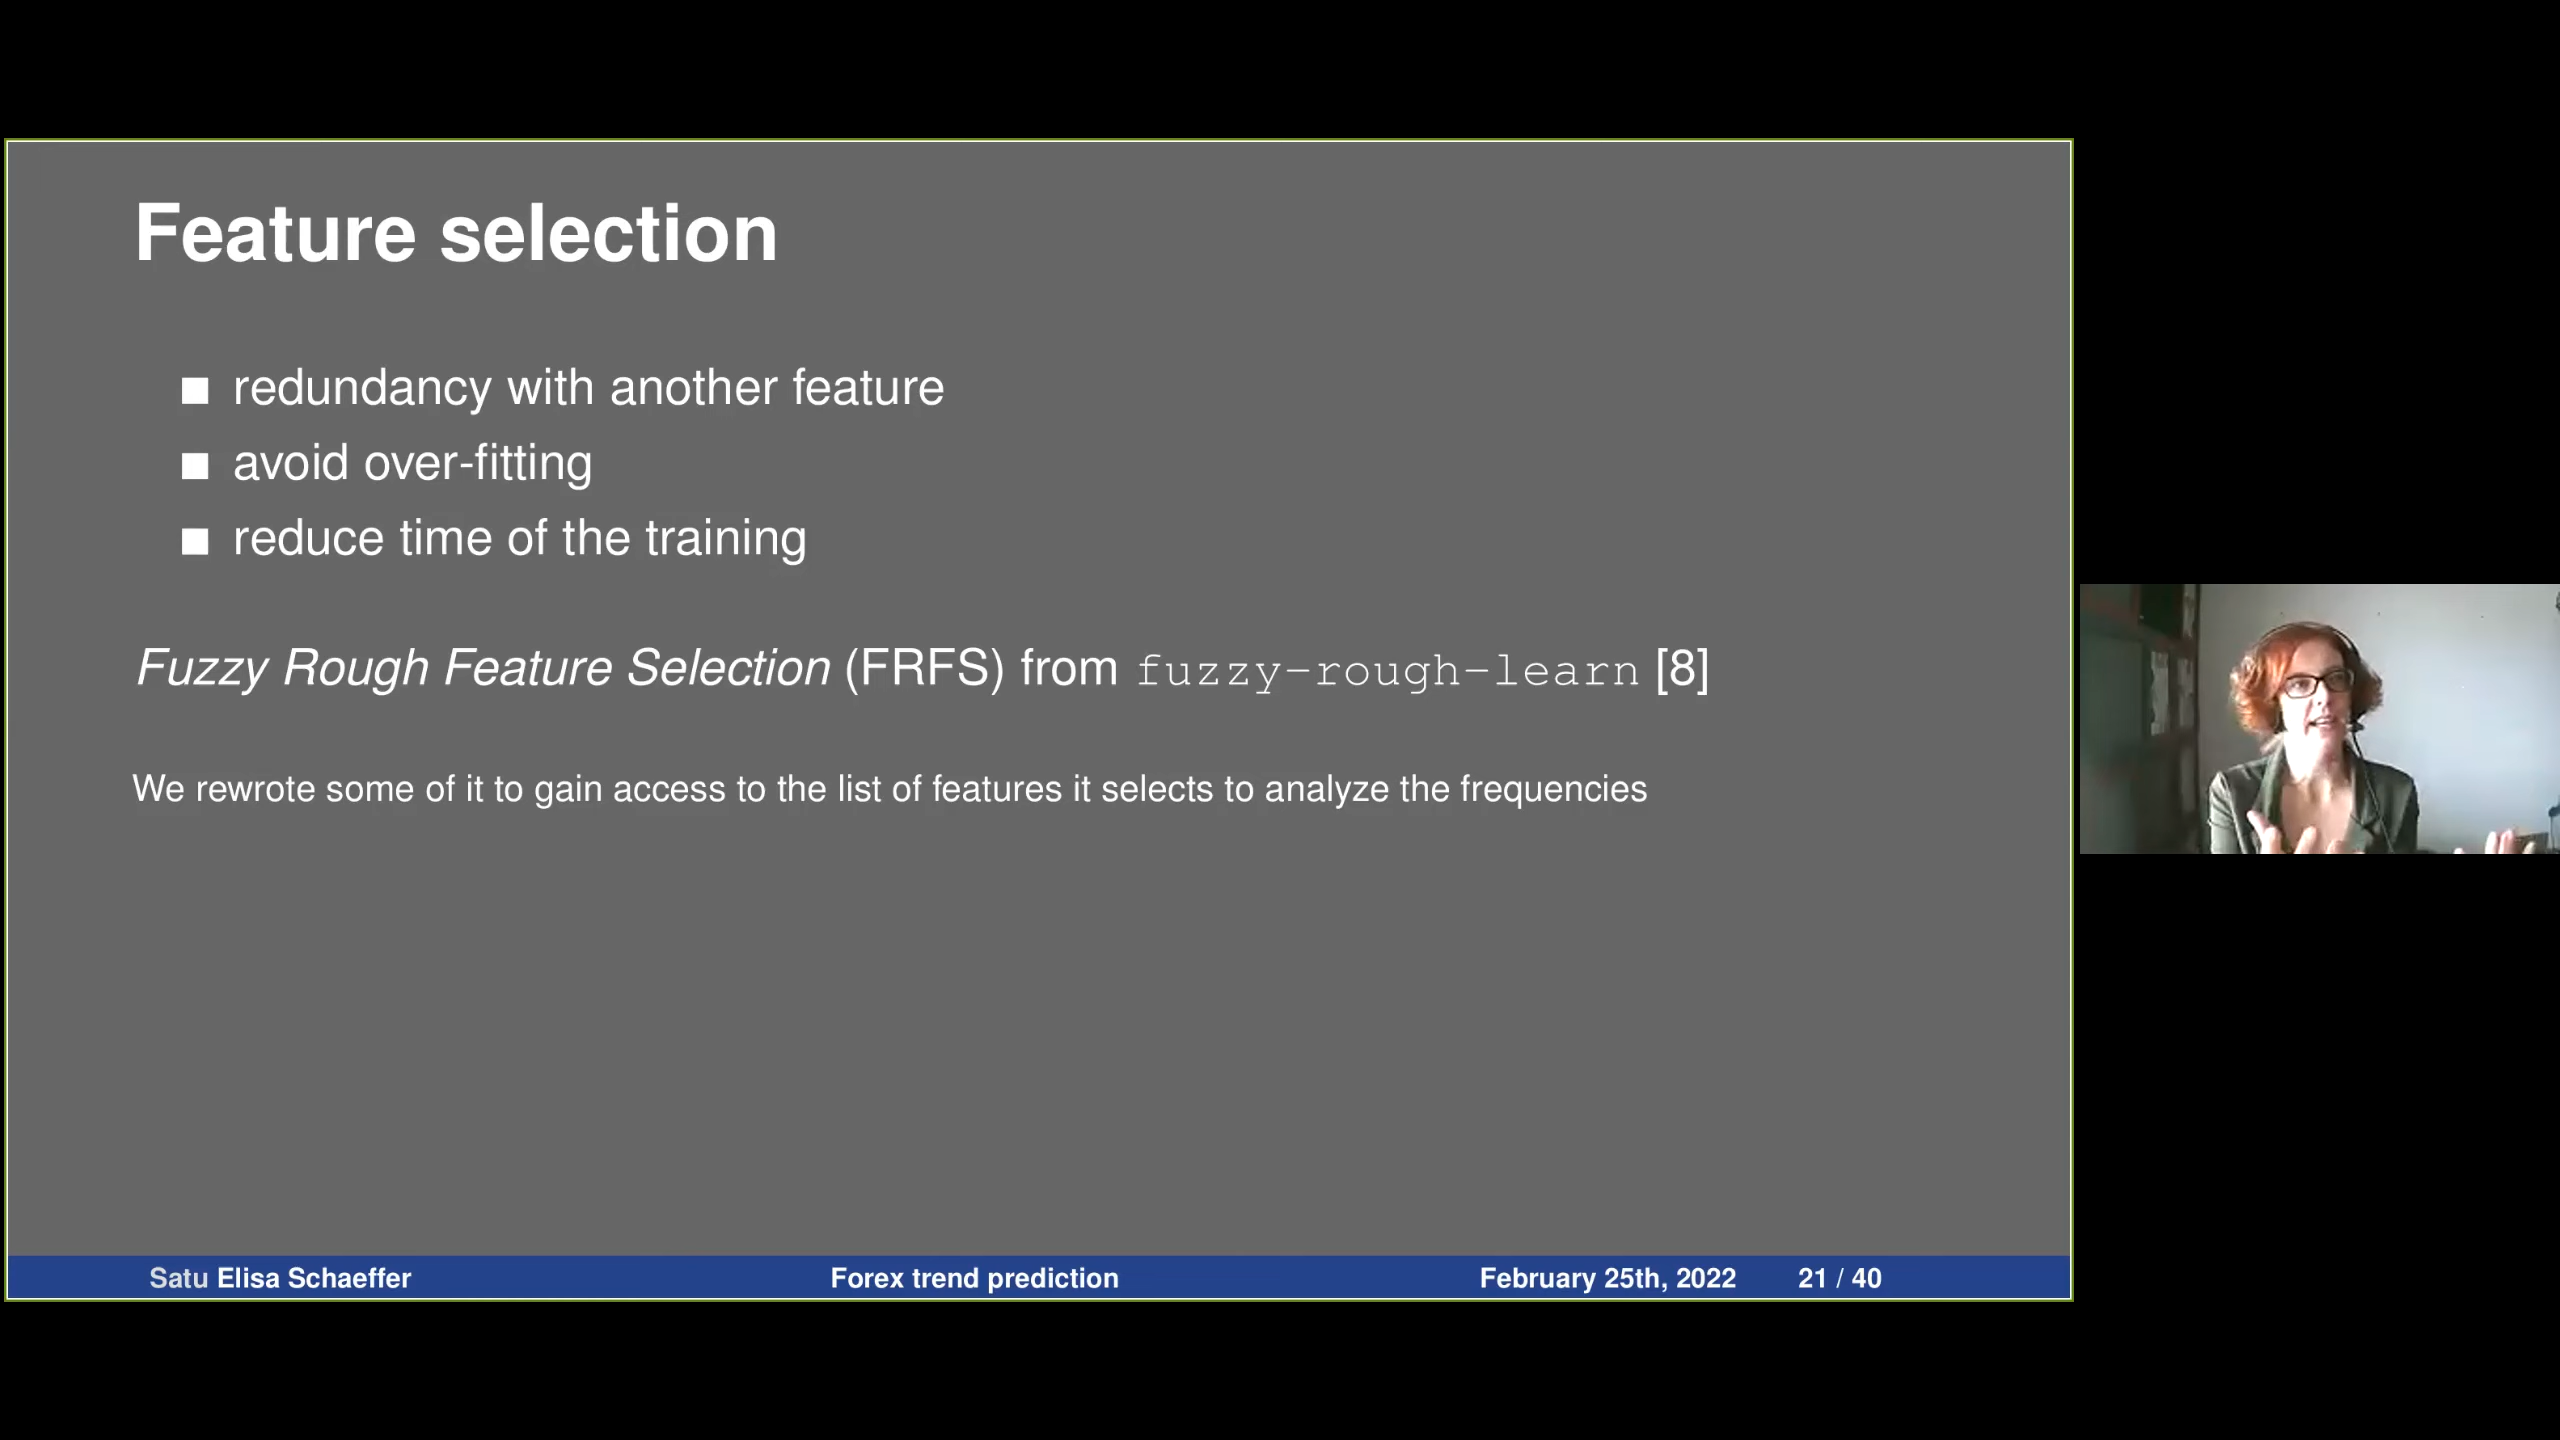 Feature selection
redundancy with another feature
avoid over-fitting
reduce time of the training
Fuzzy Rough Feature Selection (FRFS) from fuzzy-rough-learn [8]
We rewrote some of it to gain access to the list of features it selects to analyze the frequencies
Satu Elisa Schaeffer Forex trend prediction February 25th, 2022 21 / 40